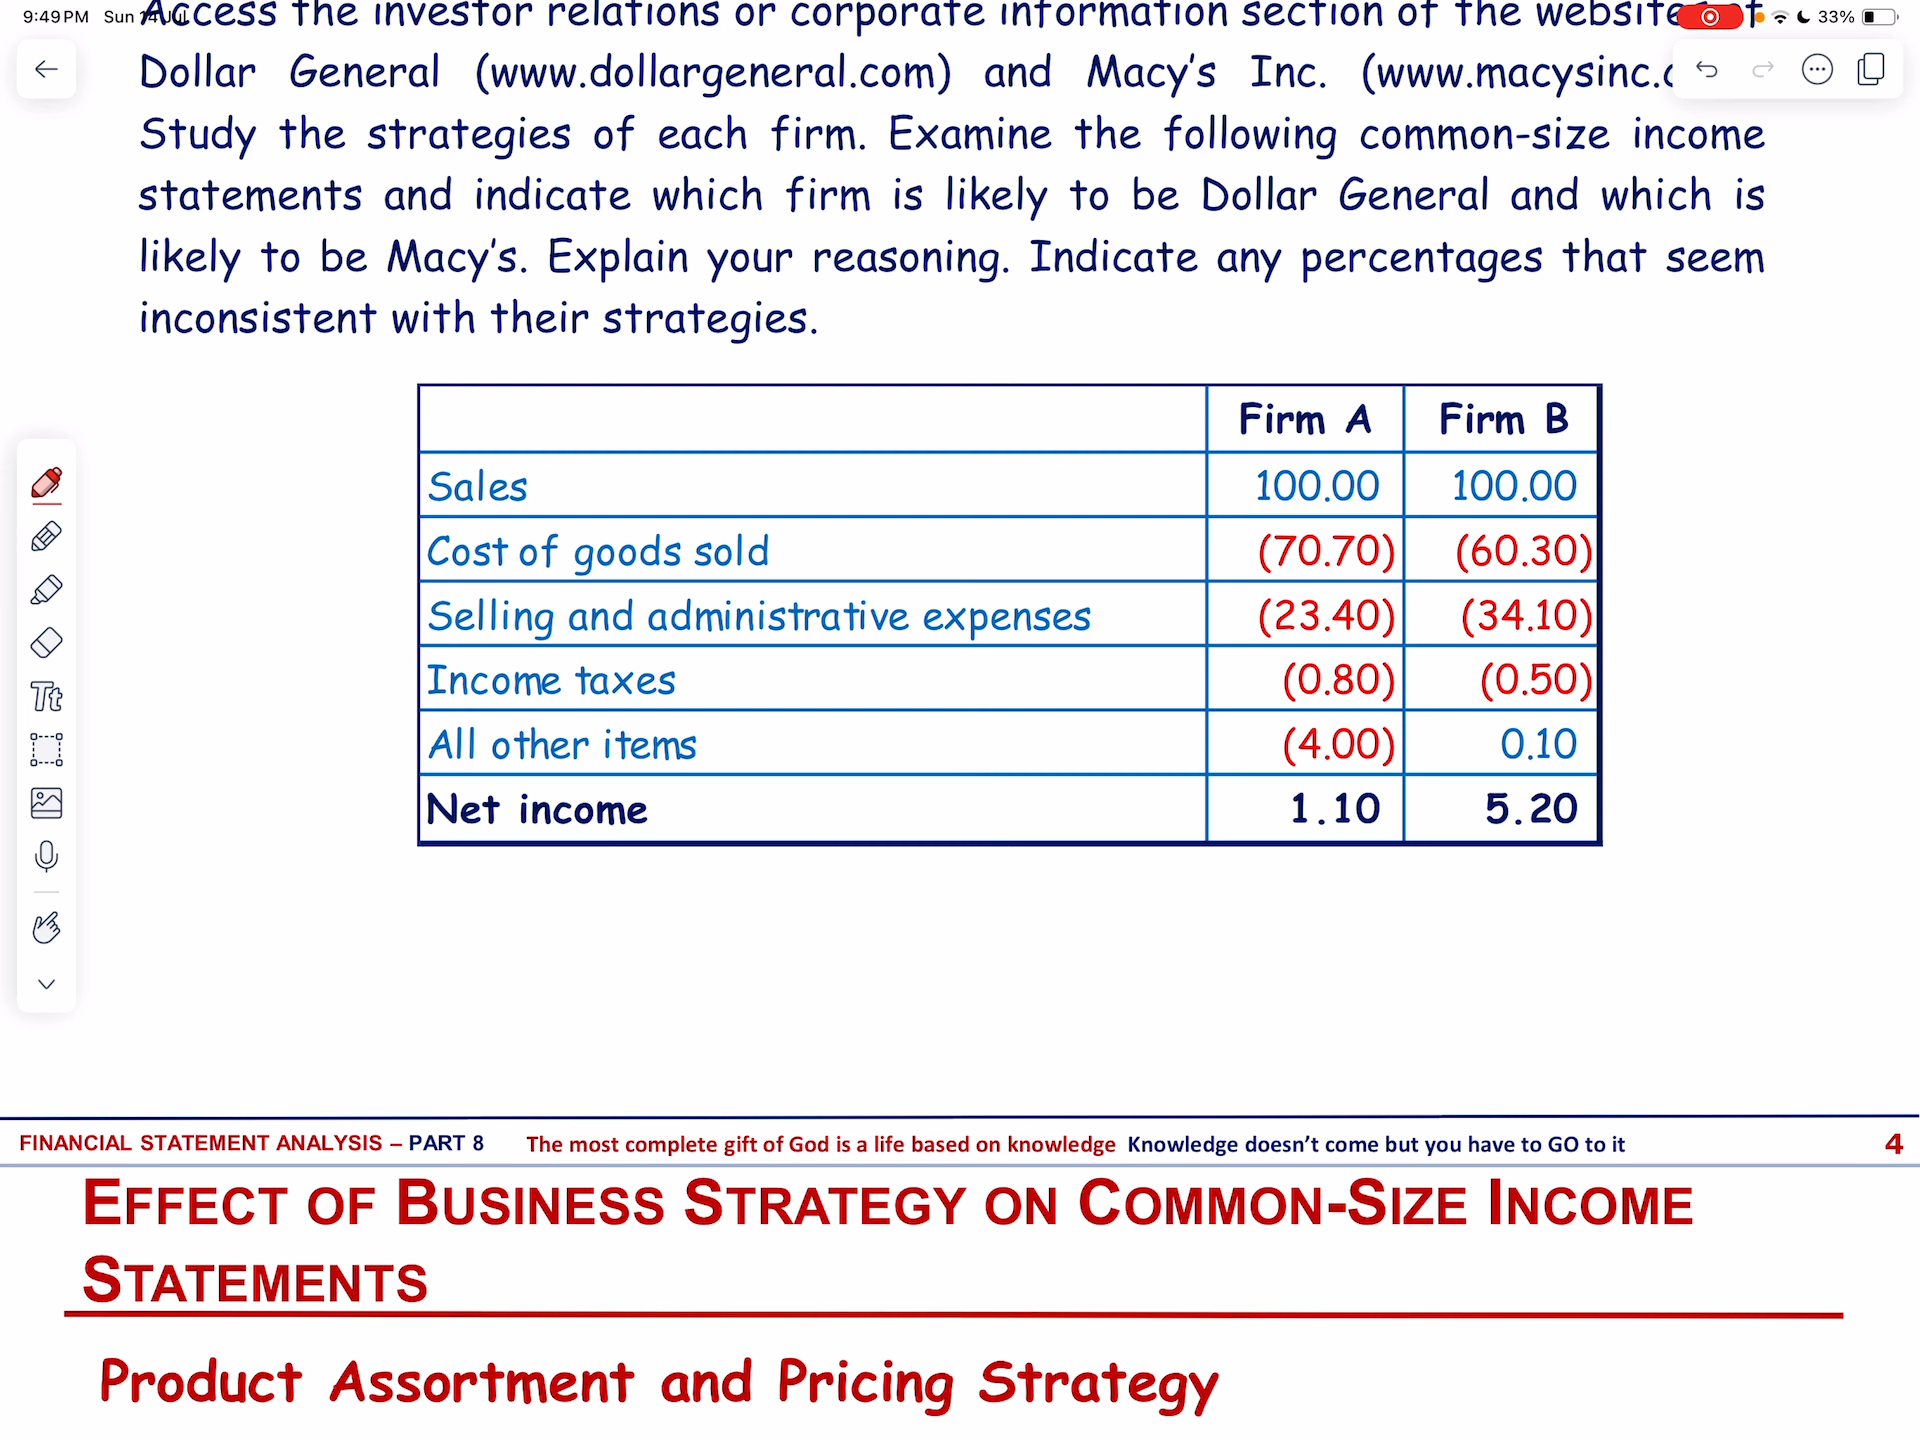 9:49 PM Sun 14 Jul
33%
Access the investor relations or corporate information section of the websites of
Dollar General (www.dollargeneral.com) and Macy's Inc. (www.macysinc.c
Study the strategies of each firm. Examine the following common-size income
statements and indicate which firm is likely to be Dollar General and which is
likely to be Macy's. Explain your reasoning. Indicate any percentages that seem
inconsistent with their strategies.
Firm A Firm B
Sales 100.00 100.00
Cost of goods sold (70.70) (60.30)
Selling and administrative expenses (23.40) (34.10)
Income taxes (0.80) (0.50)
All other items (4.00) 0.10
Net income 1.10 5.20
Tt
FINANCIAL STATEMENT ANALYSIS – PART 8 The most complete gift of God is a life based on knowledge Knowledge doesn't come but you have to GO to it 4
EFFECT OF BUSINESS STRATEGY ON COMMON-SIZE INCOME
STATEMENTS
Product Assortment and Pricing Strategy